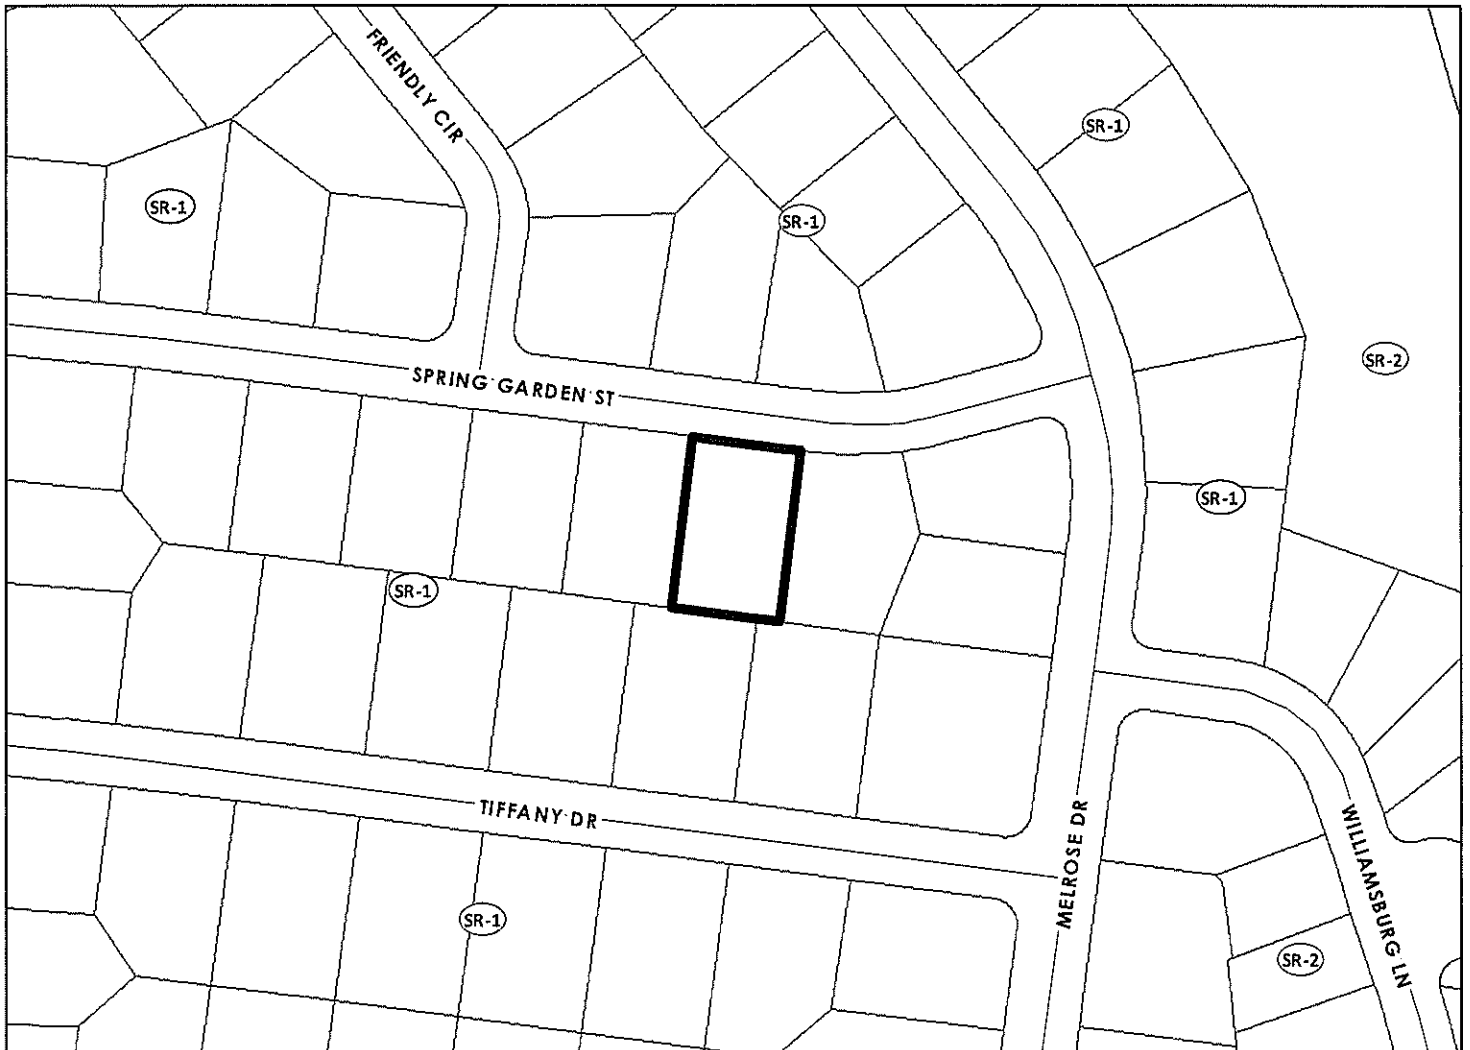 FRIENDLY CIR
SR-1
SR-1
SR-1
SR-2
SPRING GARDEN ST
SR-1
SR-1
TIFFANY DR
MELROSE DR
WILLIAMSBURG LN
SR-1
SR-2